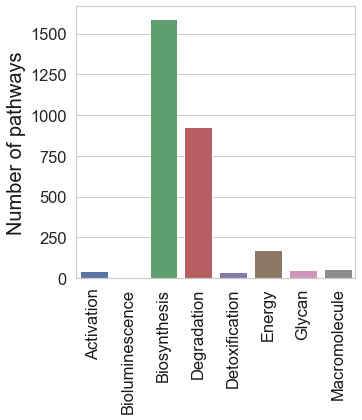 Number of pathways
1500
1250
1000
750
500
250
0
Activation
Bioluminescence
Biosynthesis
Degradation
Detoxification
Energy
Glycan
Macromolecule